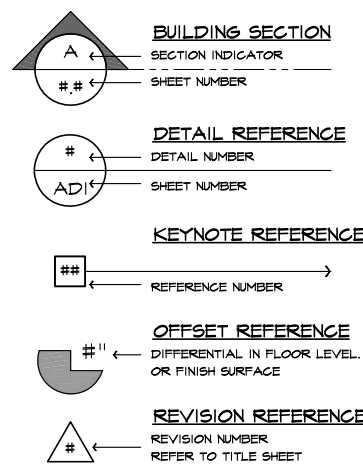 BUILDING SECTION
A
SECTION INDICATOR
#.#
SHEET NUMBER
DETAIL REFERENCE
#
DETAIL NUMBER
AD1
SHEET NUMBER
KEYNOTE REFERENCE
##
REFERENCE NUMBER
OFFSET REFERENCE
#"
DIFFERENTIAL IN FLOOR LEVEL.
OR FINISH SURFACE
REVISION REFERENCE
REVISION NUMBER
#
REFER TO TITLE SHEET